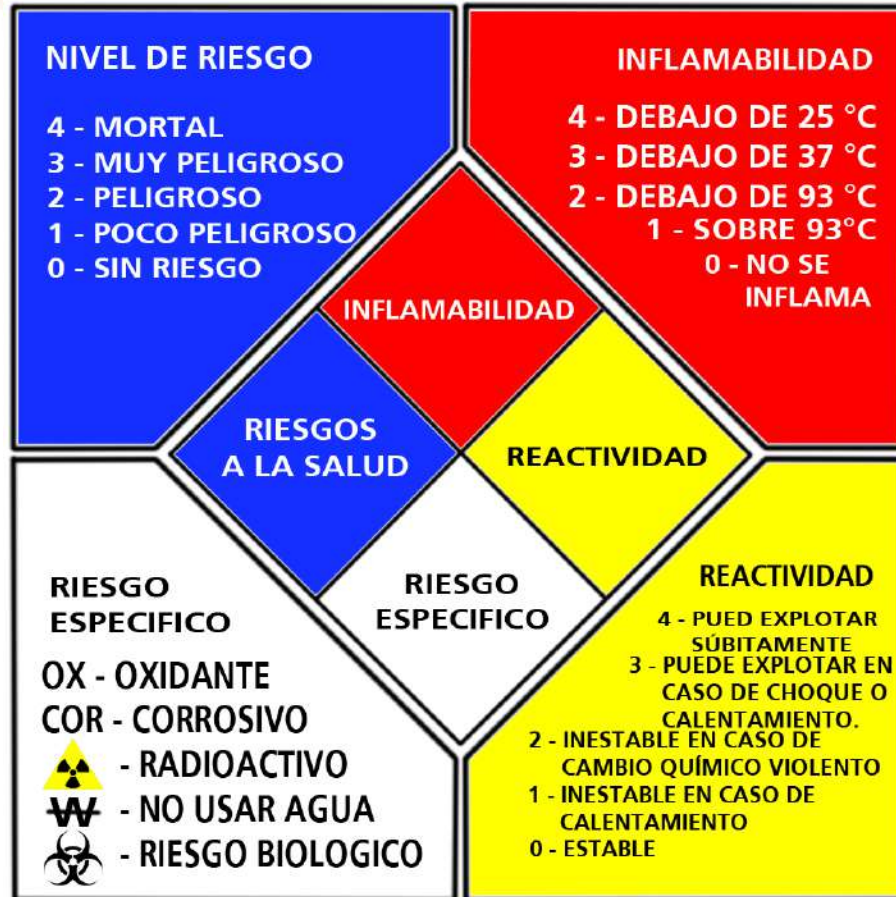 NIVEL DE RIESGO
4 - MORTAL
3 - MUY PELIGROSO
2 - PELIGROSO
1 - POCO PELIGROSO
0 - SIN RIESGO
INFLAMABILIDAD
4 - DEBAJO DE 25 °C
3 - DEBAJO DE 37 °C
2 - DEBAJO DE 93 °C
1 - SOBRE 93°C
0 - NO SE
INFLAMA
INFLAMABILIDAD
RIESGOS
A LA SALUD
REACTIVIDAD
RIESGO
ESPECIFICO
RIESGO
ESPECIFICO
OX - OXIDANTE
COR - CORROSIVO
- RADIOACTIVO
W - NO USAR AGUA
- RIESGO BIOLOGICO
REACTIVIDAD
4 - PUED EXPLOTAR
SÚBITAMENTE
3 - PUEDE EXPLOTAR EN
CASO DE CHOQUE O
CALENTAMIENTO.
2 - INESTABLE EN CASO DE
CAMBIO QUÍMICO VIOLENTO
1 - INESTABLE EN CASO DE
CALENTAMIENTO
0 - ESTABLE